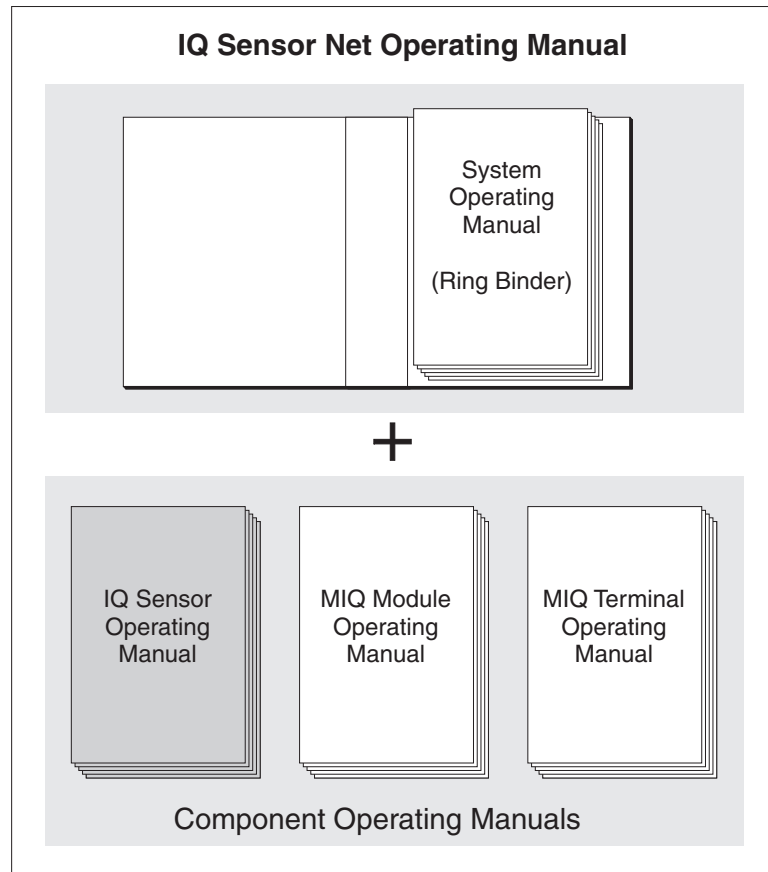 IQ Sensor Net Operating Manual
System
Operating
Manual
(Ring Binder)
+
IQ Sensor
Operating
Manual
MIQ Module
Operating
Manual
MIQ Terminal
Operating
Manual
Component Operating Manuals